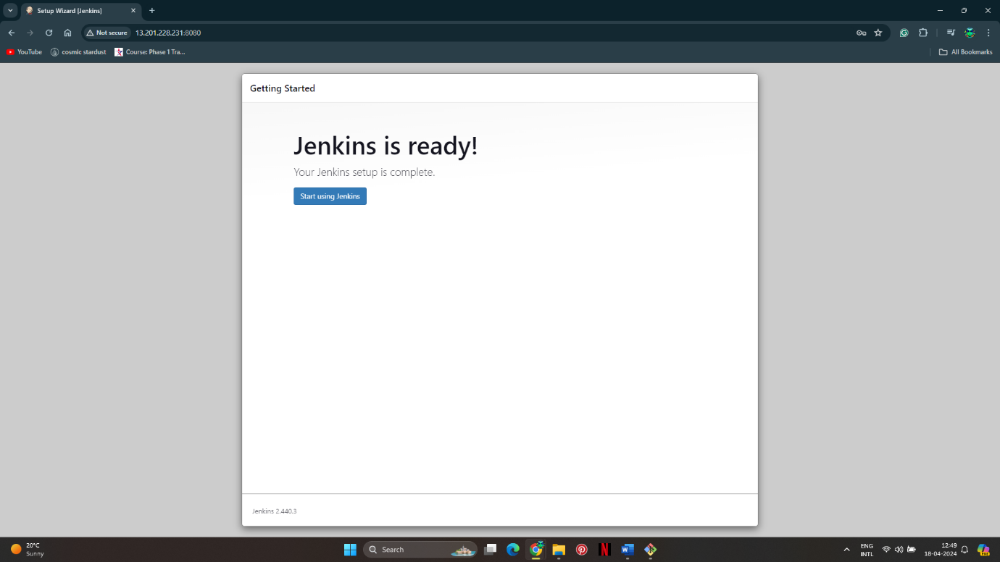 Setup Wizard [Jenkins]
Not secure
13.201.228.231:8080
YouTube
cosmic stardust
Course: Phase 1 Tra...
All Bookmarks
Getting Started
Jenkins is ready!
Your Jenkins setup is complete.
Start using Jenkins
Jenkins 2.440.3
20°C
Sunny
Search
ENG
INTL
12:49
18-04-2024